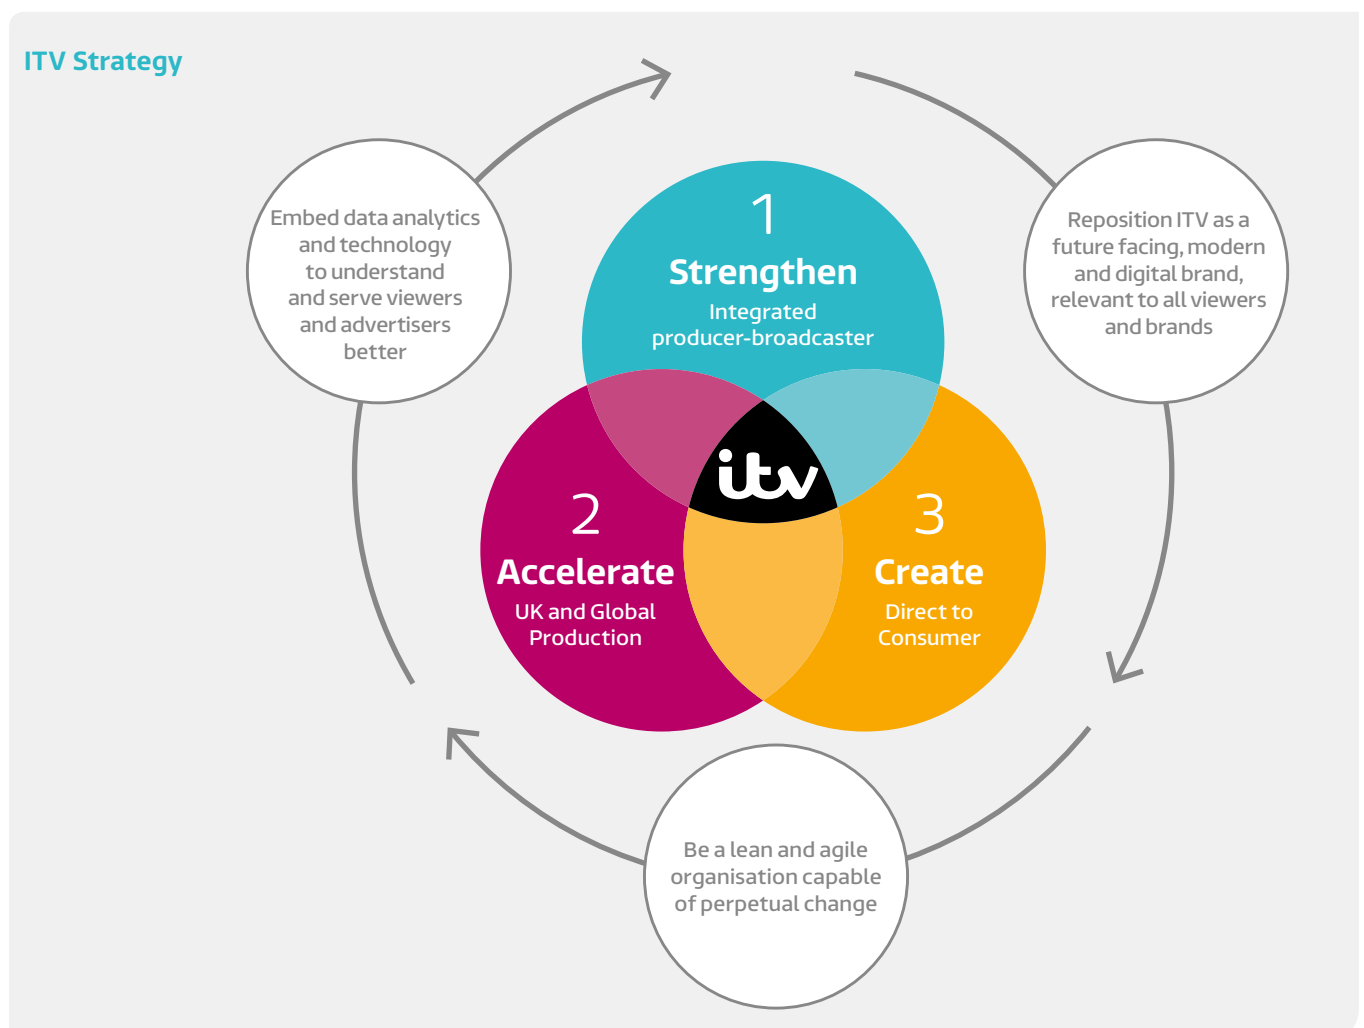 ITV Strategy
Embed data analytics
and technology
to understand
and serve viewers
and advertisers
better
1
Strengthen
Integrated
producer-broadcaster
Reposition ITV as a
future facing, modern
and digital brand,
relevant to all viewers
and brands
itv
2
Accelerate
UK and Global
Production
3
Create
Direct to
Consumer
Be a lean and agile
organisation capable
of perpetual change